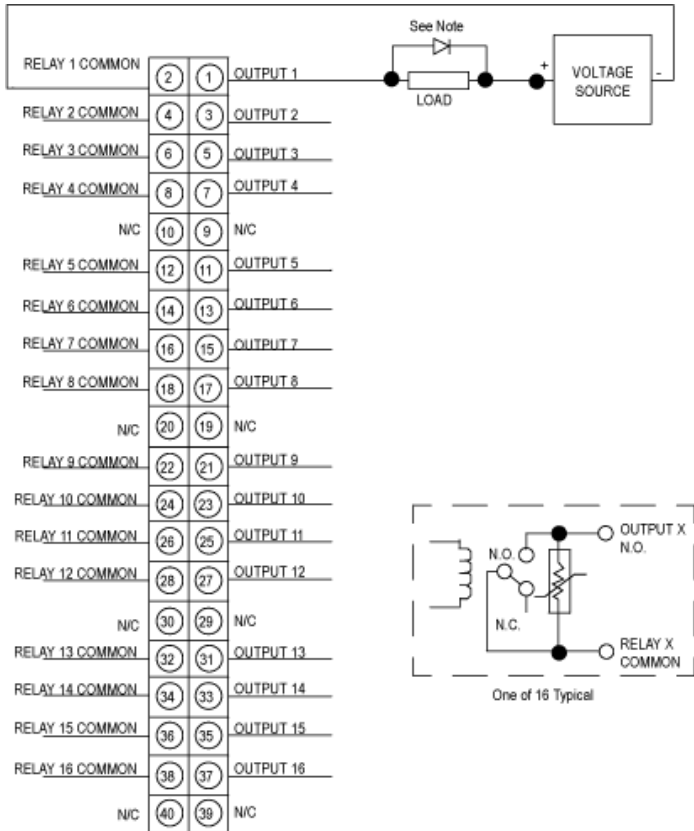 See Note
RELAY 1 COMMON 2 1 OUTPUT 1
LOAD
+ VOLTAGE SOURCE -
RELAY 2 COMMON 4 3 OUTPUT 2
RELAY 3 COMMON 6 5 OUTPUT 3
RELAY 4 COMMON 8 7 OUTPUT 4
N/C 10 9 N/C
RELAY 5 COMMON 12 11 OUTPUT 5
RELAY 6 COMMON 14 13 OUTPUT 6
RELAY 7 COMMON 16 15 OUTPUT 7
RELAY 8 COMMON 18 17 OUTPUT 8
N/C 20 19 N/C
RELAY 9 COMMON 22 21 OUTPUT 9
RELAY 10 COMMON 24 23 OUTPUT 10
RELAY 11 COMMON 26 25 OUTPUT 11
RELAY 12 COMMON 28 27 OUTPUT 12
N/C 30 29 N/C
RELAY 13 COMMON 32 31 OUTPUT 13
RELAY 14 COMMON 34 33 OUTPUT 14
RELAY 15 COMMON 36 35 OUTPUT 15
RELAY 16 COMMON 38 37 OUTPUT 16
N/C 40 39 N/C
OUTPUT X
N.O.
N.O.
N.C.
RELAY X
COMMON
One of 16 Typical